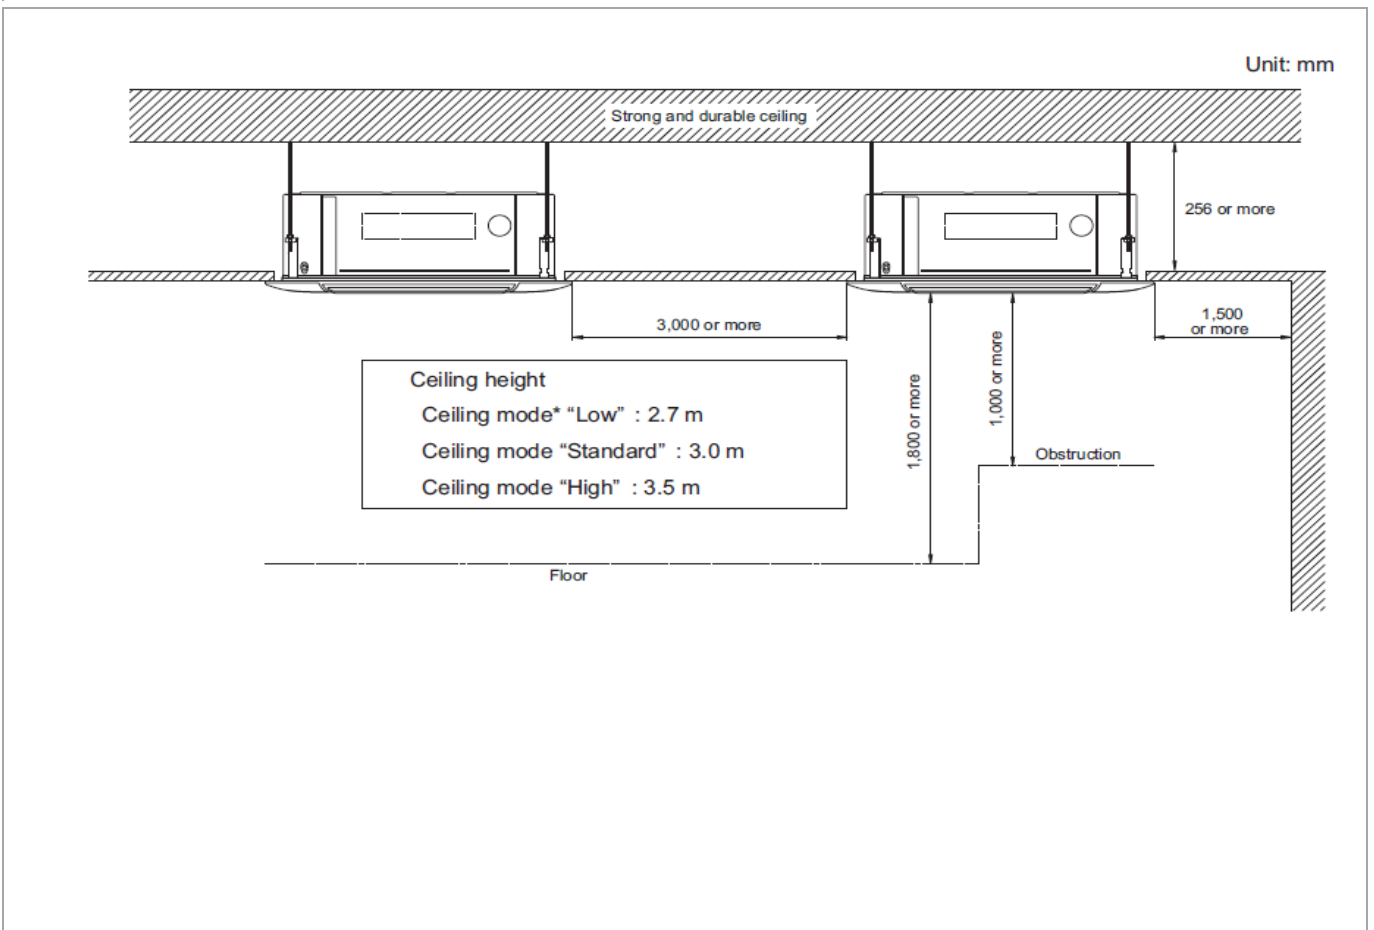 Unit: mm
Strong and durable ceiling
256 or more
3,000 or more
1,500
or more
1,000 or more
1,800 or more
Ceiling height
Ceiling mode* “Low” : 2.7 m
Ceiling mode “Standard” : 3.0 m
Ceiling mode “High” : 3.5 m
Obstruction
Floor